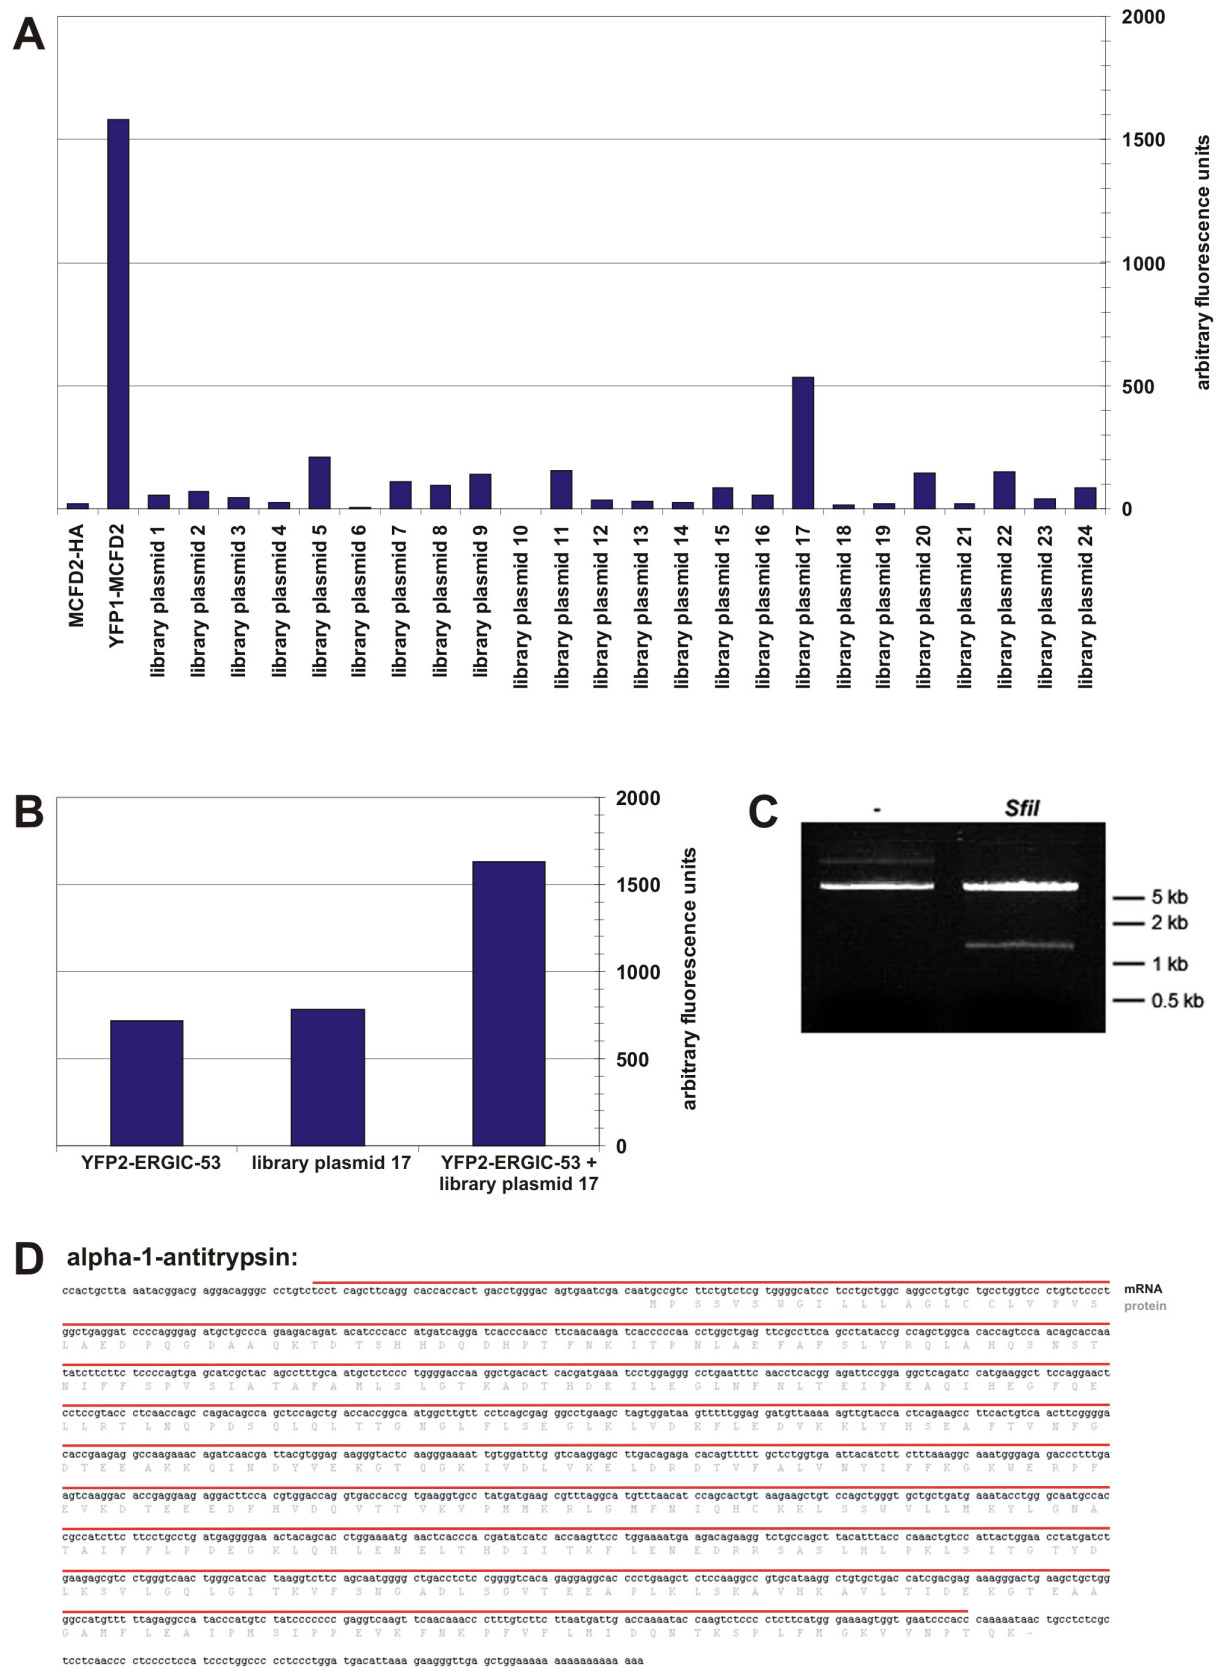 A
2000
1500
1000
500
0
arbitrary fluorescence units
MCFD2-HA
YFP1-MCFD2
library plasmid 1
library plasmid 2
library plasmid 3
library plasmid 4
library plasmid 5
library plasmid 6
library plasmid 7
library plasmid 8
library plasmid 9
library plasmid 10
library plasmid 11
library plasmid 12
library plasmid 13
library plasmid 14
library plasmid 15
library plasmid 16
library plasmid 17
library plasmid 18
library plasmid 19
library plasmid 20
library plasmid 21
library plasmid 22
library plasmid 23
library plasmid 24
B
2000
1500
1000
500
0
arbitrary fluorescence units
YFP2-ERGIC-53
library plasmid 17
YFP2-ERGIC-53 +
library plasmid 17
C
- SfiI
5 kb
2 kb
1 kb
0.5 kb
D alpha-1-antitrypsin:
ccactgctta aatacggacg aggacagggc cctgtctcct cagcttcagg caccaccact gacctgggac agtgaatcga caatgccgtc ttctgtctcg tggggcatcc tcctgctggc aggcctgtgc tgcctggtcc ctgtctccct mRNA
M P S S V S W G I L L L A G L C C L V P V S protein
ggctgaggat ccccagggag atgctgccca gaagacagat acatcccacc atgatcagga tcacccaacc ttcaacaaga tcacccccaa cctggctgag ttcgccttca gcctataccg ccagctggca caccagtcca acagcaccaa
L A E D P Q G D A A Q K T D T S H H D Q D H P T F N K I T P N L A E F A F S L Y R Q L A H Q S N S T
tatcttcttc tccccagtga gcatcgctac agcctttgca atgctctccc tggggaccaa ggctgacact cacgatgaaa tcctggaggg cctgaatttc aacctcacgg agattccgga ggctcagatc catgaaggct tccaggaact
N I F F S P V S I A T A F A M L S L G T K A D T H D E I L E G L N F N L T E I P E A Q I H E G F Q E
cctccgtacc ctcaaccagc cagacagcca gctccagctg accaccggca atggcttgtt cctcagcgag ggcctgaagc tagtggataa gtttttggag gatgttaaaa agttgtacca ctcagaagcc ttcactgtca acttcgggga
L L R T L N Q P D S Q L Q L T T G N G L F L S E G L K L V D K F L E D V K K L Y H S E A F T V N F G
caccgaagag gccaagaaac agatcaacga ttacgtggag aagggtactc aagggaaaat tgtggatttg gtcaaggagc ttgacagaga cacagttttt gctctggtga attacatctt ctttaaaggc aaatgggaga gaccctttga
D T E E A K K Q I N D Y V E K G T Q G K I V D L V K E L D R D T V F A L V N Y I F F K G K W E R P F
agtcaaggac accgaggaag aggacttcca cgtggaccag gtgaccaccg tgaaggtgcc tatgatgaag cgtttaggca tgtttaacat ccagcactgt aagaagctgt ccagctgggt gctgctgatg aaatacctgg gcaatgccac
E V K D T E E E D F H V D Q V T T V K V P M M K R L G M F N I Q H C K K L S S W V L L M K Y L G N A
cgccatcttc ttcctgcctg atgaggggaa actacagcac ctggaaaatg aactcaccca cgatatcatc accaagttcc tggaaaatga agacagaagg tctgccagct tacatttacc caaactgtcc attactggaa cctatgatct
T A I F F L P D E G K L Q H L E N E L T H D I I T K F L E N E D R R S A S L H L P K L S I T G T Y D
gaagagcgtc ctgggtcaac tgggcatcac taaggtcttc agcaatgggg ctgacctctc cggggtcaca gaggaggcac ccctgaagct ctccaaggcc gtgcataagg ctgtgctgac catcgacgag aaagggactg aagctgctgg
L K S V L G Q L G I T K V F S N G A D L S G V T E E A P L K L S K A V H K A V L T I D E K G T E A A
ggccatgttt ttagaggcca tacccatgtc tatccccccc gaggtcaagt tcaacaaacc ctttgtcttc ttaatgattg accaaaatac caagtctccc ctcttcatgg gaaaagtggt gaatcccacc caaaaataac tgcctctcgc
G A M F L E A I P M S I P P E V K F N K P F V F L M I D Q N T K S P L F M G K V V N P T Q K -
tcctcaaccc ctcccctcca tccctggccc cctccctgga tgacattaaa gaagggttga gctggaaaaa aaaaaaaaaa aaa